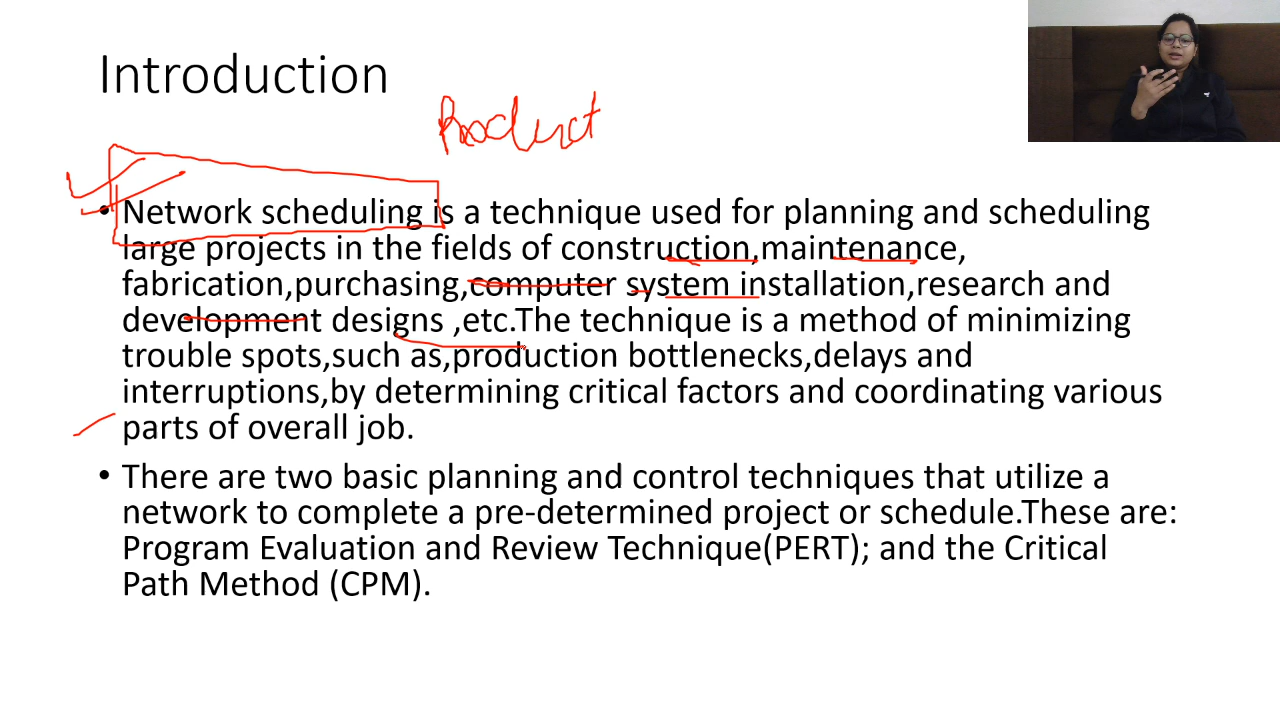 Introduction
Product
• Network scheduling is a technique used for planning and scheduling
large projects in the fields of construction,maintenance,
fabrication,purchasing,computer system installation,research and
development designs ,etc.The technique is a method of minimizing
trouble spots,such as,production bottlenecks,delays and
interruptions,by determining critical factors and coordinating various
parts of overall job.
• There are two basic planning and control techniques that utilize a
network to complete a pre-determined project or schedule.These are:
Program Evaluation and Review Technique(PERT); and the Critical
Path Method (CPM).